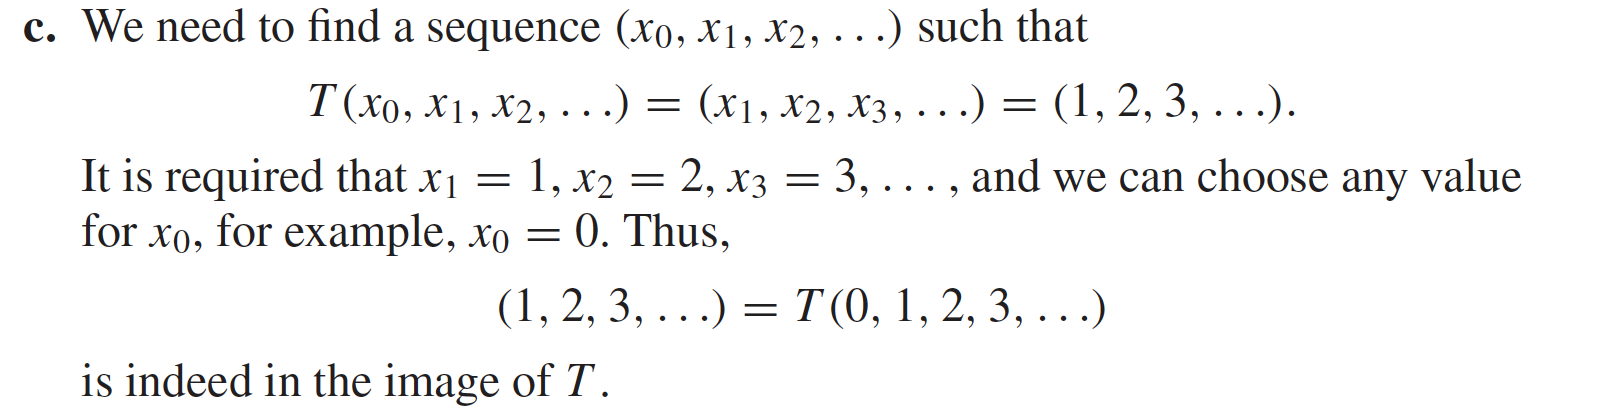 c. We need to find a sequence (x₀, x₁, x₂, . . .) such that
T(x₀, x₁, x₂, . . .) = (x₁, x₂, x₃, . . .) = (1, 2, 3, . . .).
It is required that x₁ = 1, x₂ = 2, x₃ = 3, . . . , and we can choose any value
for x₀, for example, x₀ = 0. Thus,
(1, 2, 3, . . .) = T(0, 1, 2, 3, . . .)
is indeed in the image of T.